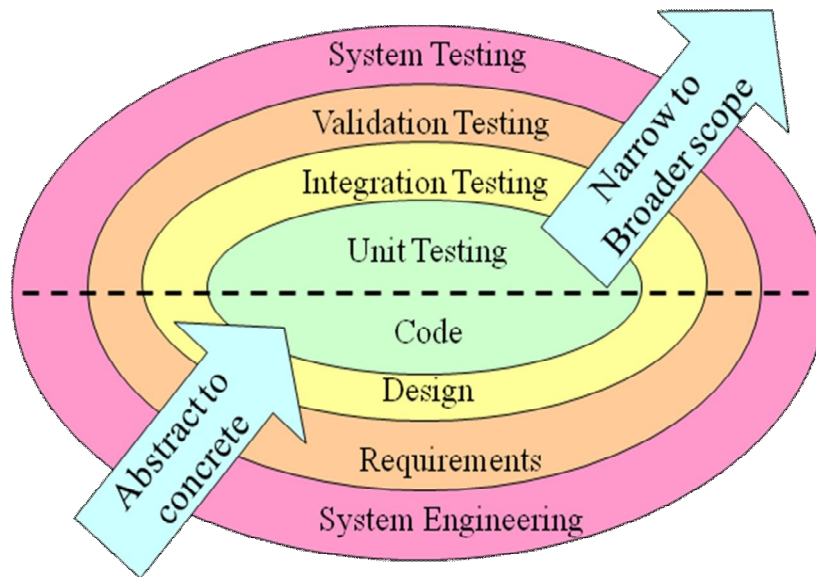 System Testing
Validation Testing
Integration Testing
Unit Testing
Narrow to
Broader scope
Code
Design
Requirements
System Engineering
Abstract to
concrete